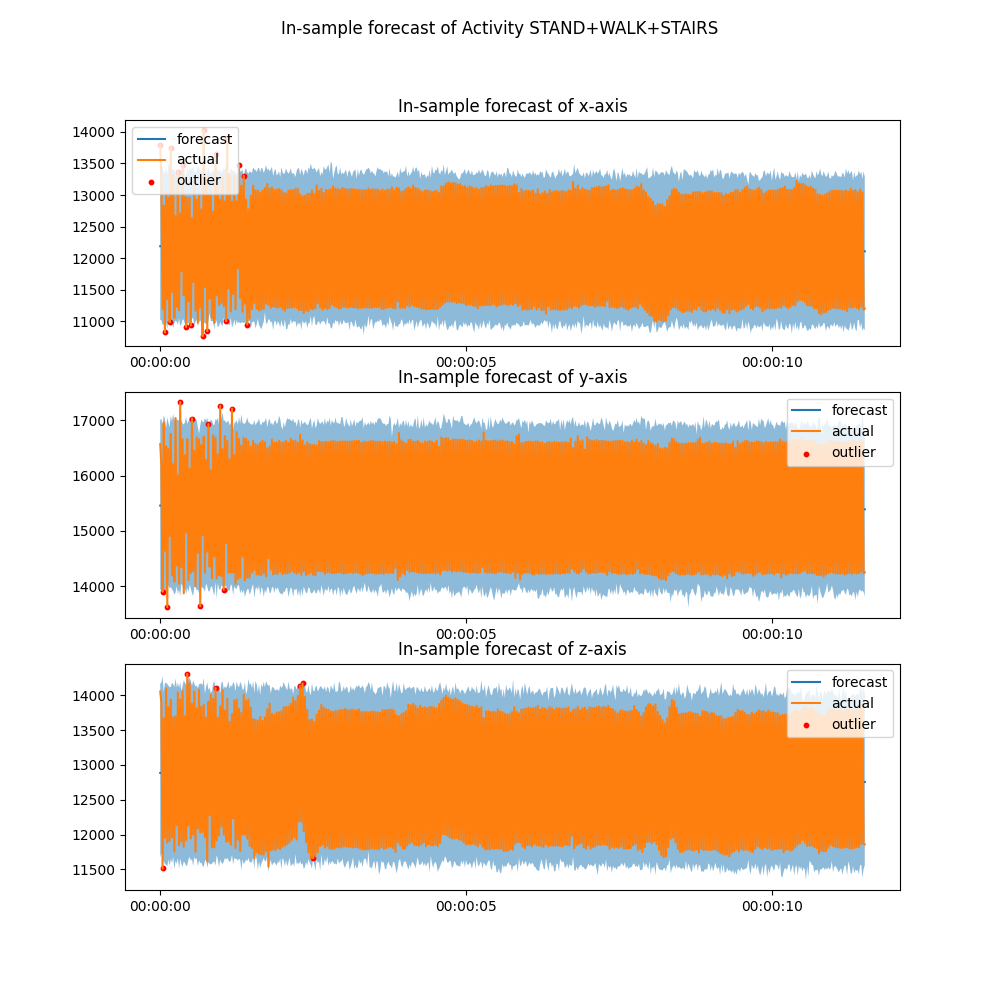 In-sample forecast of Activity STAND+WALK+STAIRS
In-sample forecast of x-axis
14000
13500
13000
12500
12000
11500
11000
forecast
actual
outlier
00:00:00 00:00:05 00:00:10
In-sample forecast of y-axis
17000
16000
15000
14000
forecast
actual
outlier
00:00:00 00:00:05 00:00:10
In-sample forecast of z-axis
14000
13500
13000
12500
12000
11500
forecast
actual
outlier
00:00:00 00:00:05 00:00:10